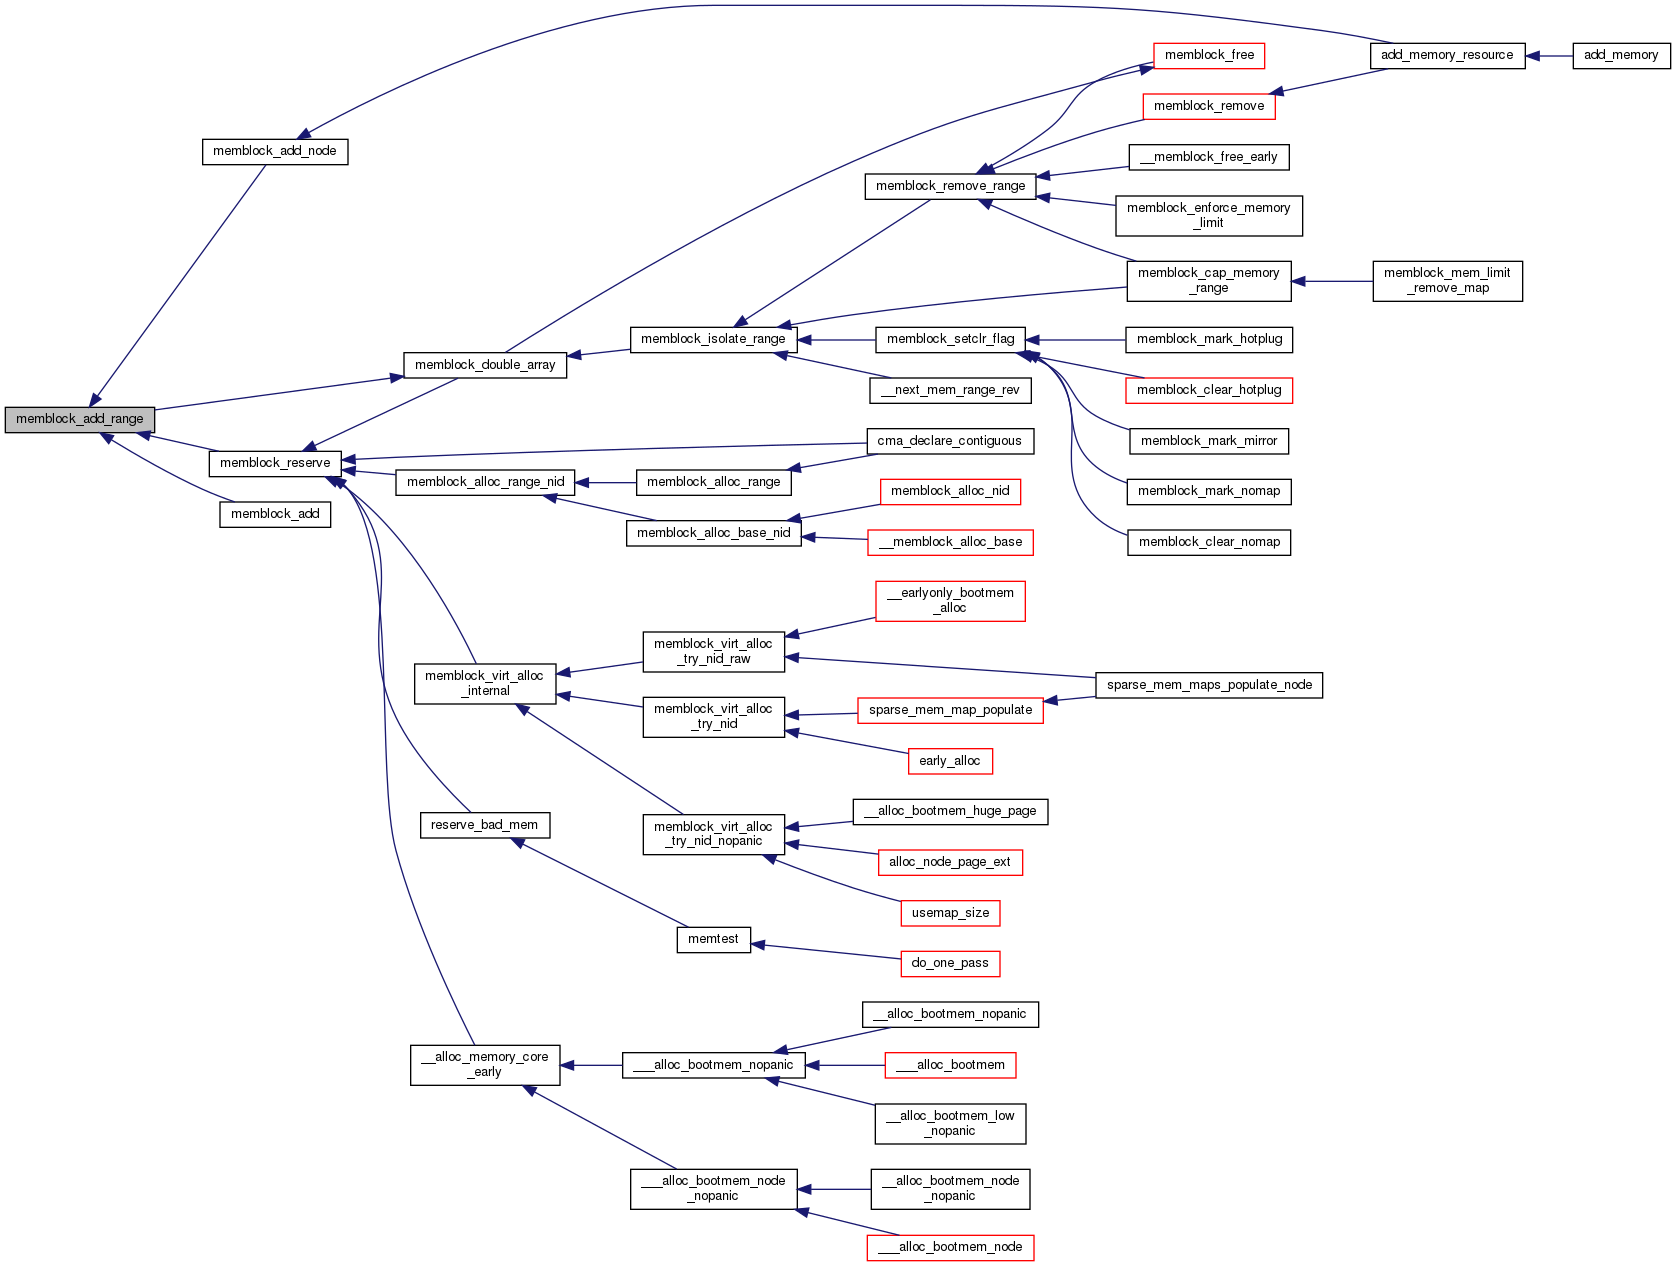 memblock_free
add_memory_resource
add_memory
memblock_remove
memblock_add_node
__memblock_free_early
memblock_remove_range
memblock_enforce_memory
_limit
memblock_cap_memory
_range
memblock_mem_limit
_remove_map
memblock_isolate_range
memblock_setclr_flag
memblock_mark_hotplug
memblock_double_array
__next_mem_range_rev
memblock_clear_hotplug
memblock_add_range
cma_declare_contiguous
memblock_mark_mirror
memblock_reserve
memblock_alloc_range_nid
memblock_alloc_range
memblock_alloc_nid
memblock_mark_nomap
memblock_add
memblock_alloc_base_nid
__memblock_alloc_base
memblock_clear_nomap
__earlyonly_bootmem
_alloc
memblock_virt_alloc
_try_nid_raw
memblock_virt_alloc
_internal
sparse_mem_maps_populate_node
memblock_virt_alloc
_try_nid
sparse_mem_map_populate
early_alloc
__alloc_bootmem_huge_page
reserve_bad_mem
memblock_virt_alloc
_try_nid_nopanic
alloc_node_page_ext
usemap_size
memtest
do_one_pass
__alloc_bootmem_nopanic
__alloc_memory_core
_early
___alloc_bootmem_nopanic
___alloc_bootmem
__alloc_bootmem_low
_nopanic
___alloc_bootmem_node
_nopanic
__alloc_bootmem_node
_nopanic
___alloc_bootmem_node